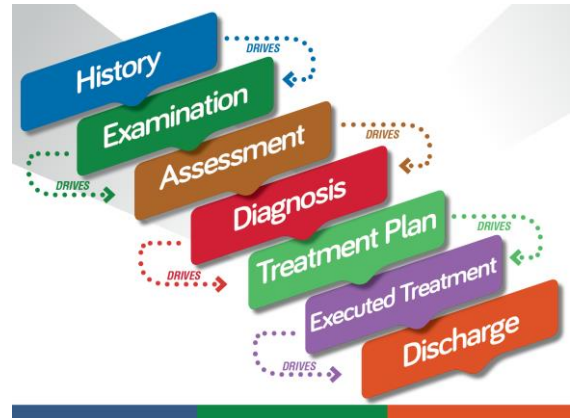 History
DRIVES
Examination
DRIVES
Assessment
DRIVES
Diagnosis
DRIVES
Treatment Plan
DRIVES
Executed Treatment
DRIVES
Discharge